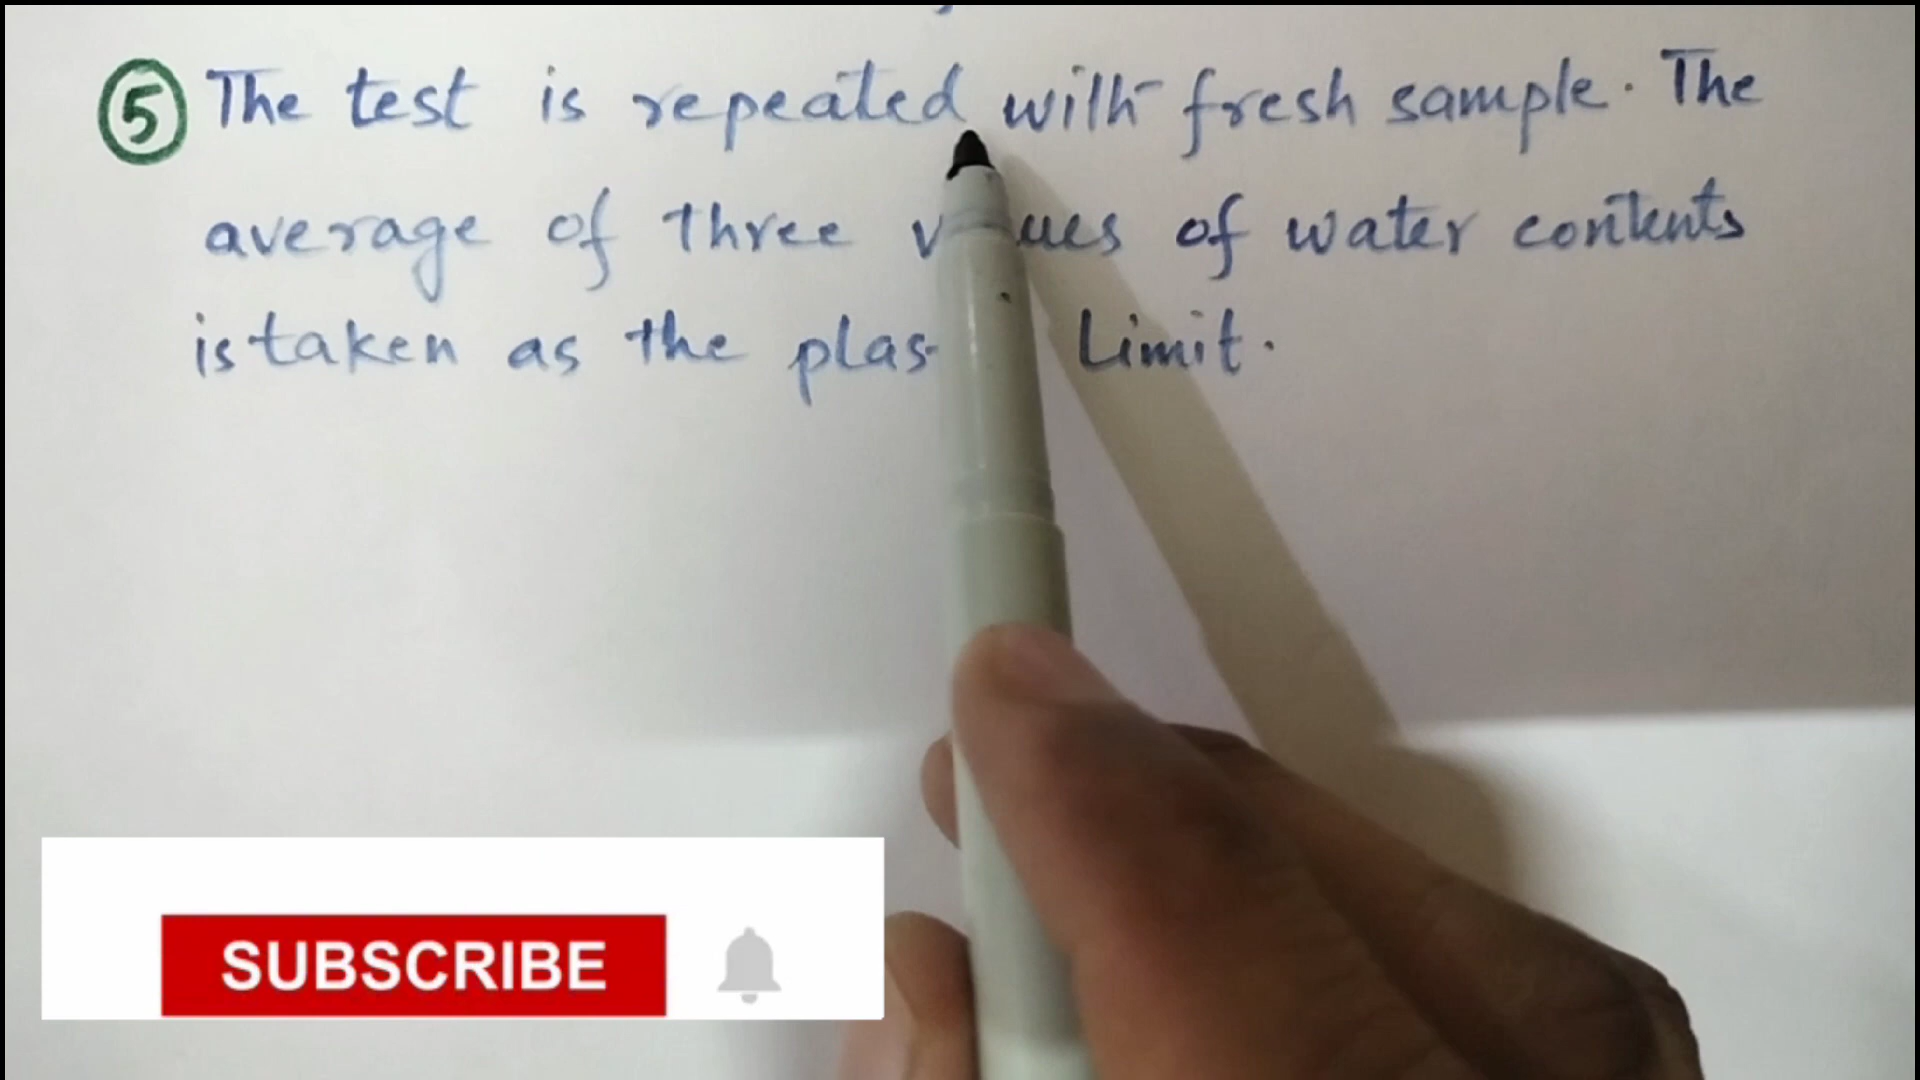 5 The test is repeated with fresh sample. The
average of three values of water contents
is taken as the plas Limit.
SUBSCRIBE